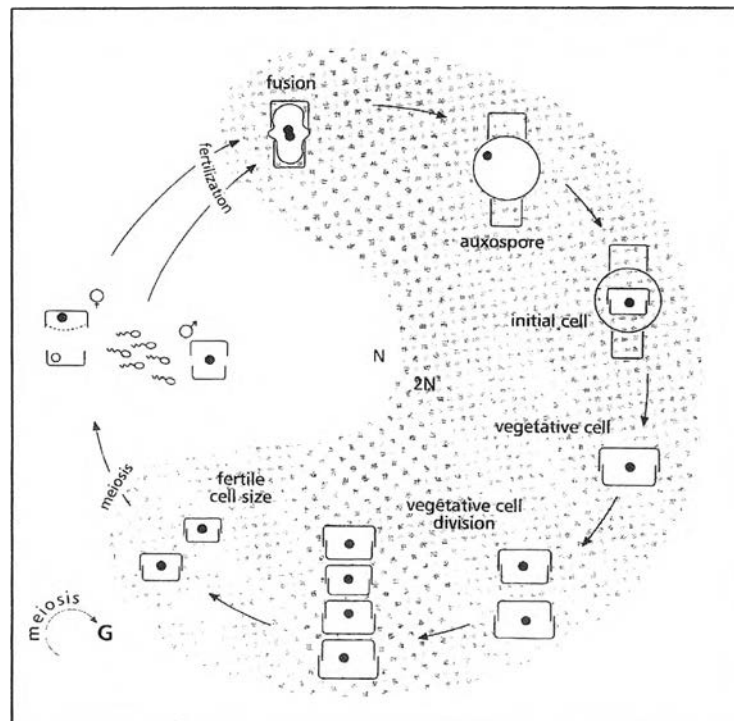 fusion
fertilization
auxospore
initial cell
♀
♂
N
2N
vegetative cell
fertile
cell size
vegetative cell
division
meiosis
meiosis
G